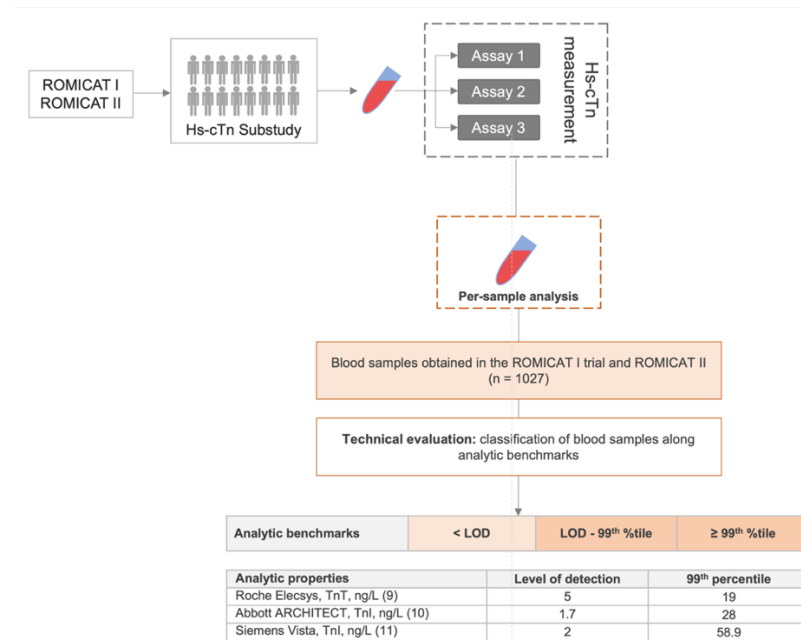 ROMICAT I
ROMICAT II
Hs-cTn Substudy
Assay 1
Assay 2
Assay 3
Hs-cTn
measurement
Per-sample analysis
Blood samples obtained in the ROMICAT I trial and ROMICAT II
(n = 1027)
Technical evaluation: classification of blood samples along
analytic benchmarks
Analytic benchmarks < LOD LOD - 99th %tile ≥ 99th %tile
Analytic properties Level of detection 99th percentile
Roche Elecsys, TnT, ng/L (9) 5 19
Abbott ARCHITECT, TnI, ng/L (10) 1.7 28
Siemens Vista, TnI, ng/L (11) 2 58.9